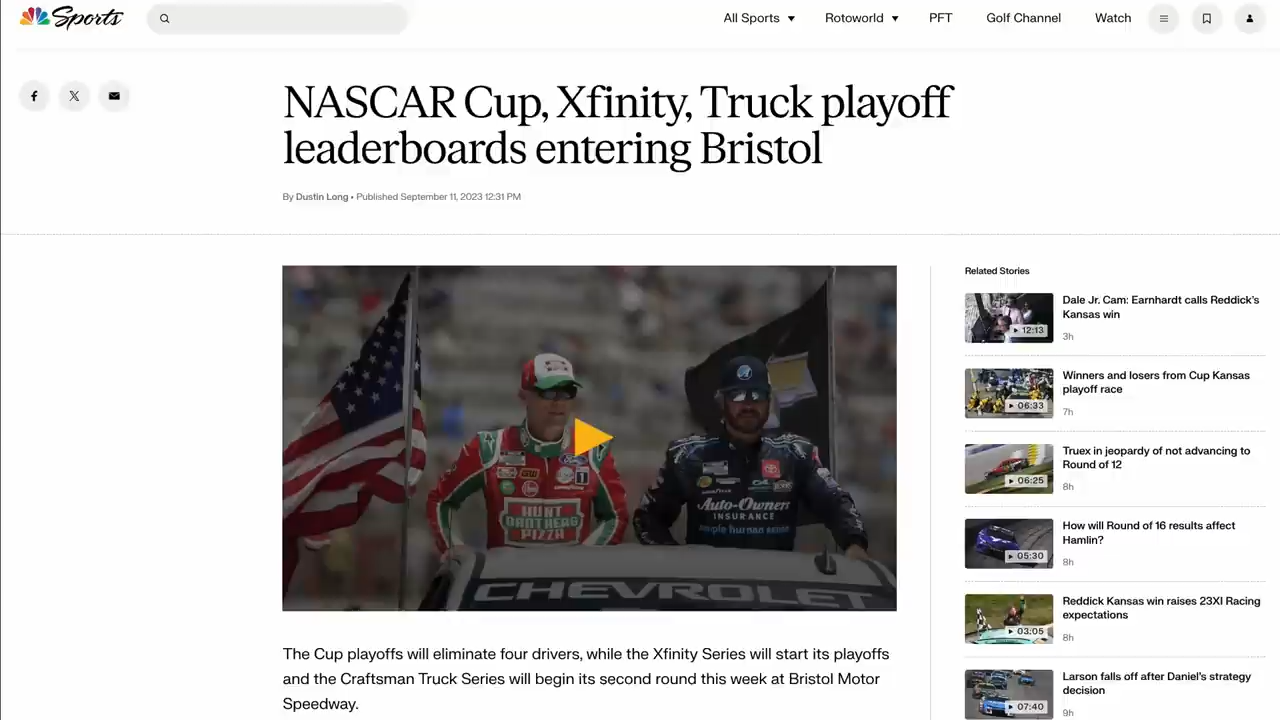 Sports
All Sports
Rotoworld
PFT
Golf Channel
Watch
NASCAR Cup, Xfinity, Truck playoff
leaderboards entering Bristol
By Dustin Long • Published September 11, 2023 12:31 PM
HUNT
BROTHERS
PIZZA
Auto-Owners
INSURANCE
CHEVROLET
The Cup playoffs will eliminate four drivers, while the Xfinity Series will start its playoffs
and the Craftsman Truck Series will begin its second round this week at Bristol Motor
Speedway.
Related Stories
12:13
Dale Jr. Cam: Earnhardt calls Reddick's
Kansas win
3h
06:33
Winners and losers from Cup Kansas
playoff race
7h
06:25
Truex in jeopardy of not advancing to
Round of 12
8h
05:30
How will Round of 16 results affect
Hamlin?
8h
03:05
Reddick Kansas win raises 23XI Racing
expectations
8h
07:40
Larson falls off after Daniel's strategy
decision
9h